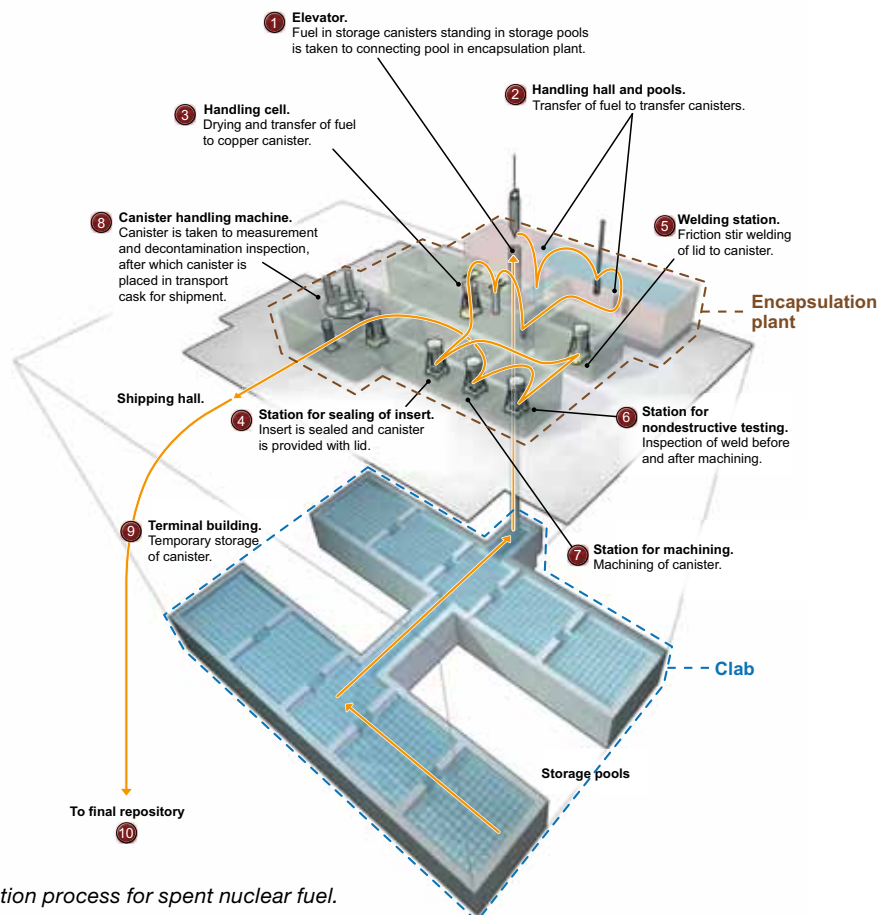 1 Elevator.
Fuel in storage canisters standing in storage pools
is taken to connecting pool in encapsulation plant.
2 Handling hall and pools.
Transfer of fuel to transfer canisters.
3 Handling cell.
Drying and transfer of fuel
to copper canister.
8 Canister handling machine.
Canister is taken to measurement
and decontamination inspection,
after which canister is
placed in transport
cask for shipment.
5 Welding station.
Friction stir welding
of lid to canister.
Encapsulation
plant
Shipping hall.
4 Station for sealing of insert.
Insert is sealed and canister
is provided with lid.
6 Station for
nondestructive testing.
Inspection of weld before
and after machining.
9 Terminal building.
Temporary storage
of canister.
7 Station for machining.
Machining of canister.
Clab
Storage pools
To final repository
10
tion process for spent nuclear fuel.